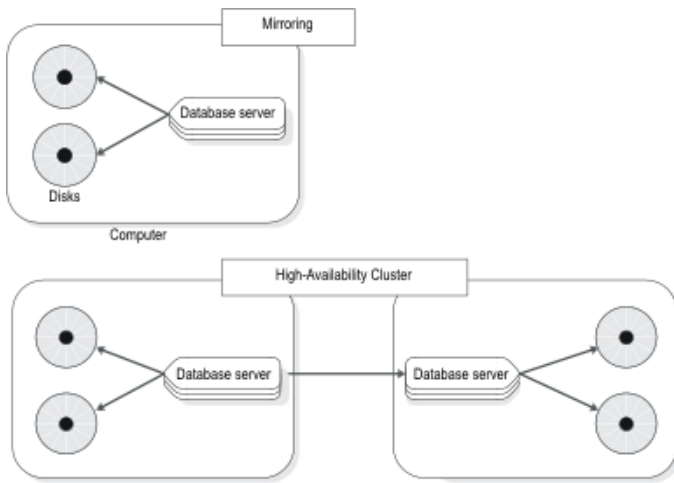 Mirroring
Database server
Disks
Computer
High-Availability Cluster
Database server
Database server